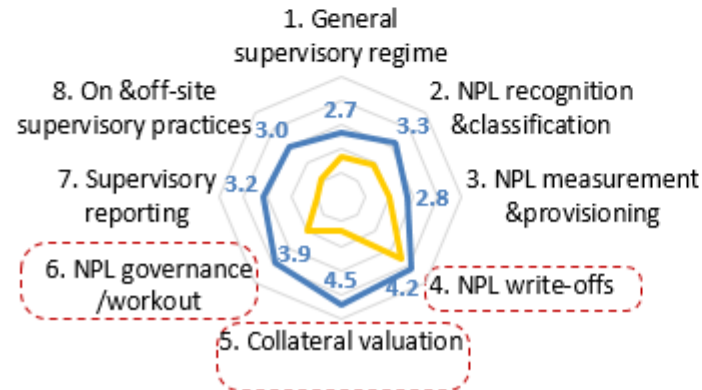 1. General
supervisory regime
8. On &off-site
supervisory practices
2. NPL recognition
&classification
2.7
3.0
3.3
7. Supervisory
reporting
3.2
2.8
3. NPL measurement
&provisioning
6. NPL governance
/workout
3.9
4.5
4.2
4. NPL write-offs
5. Collateral valuation